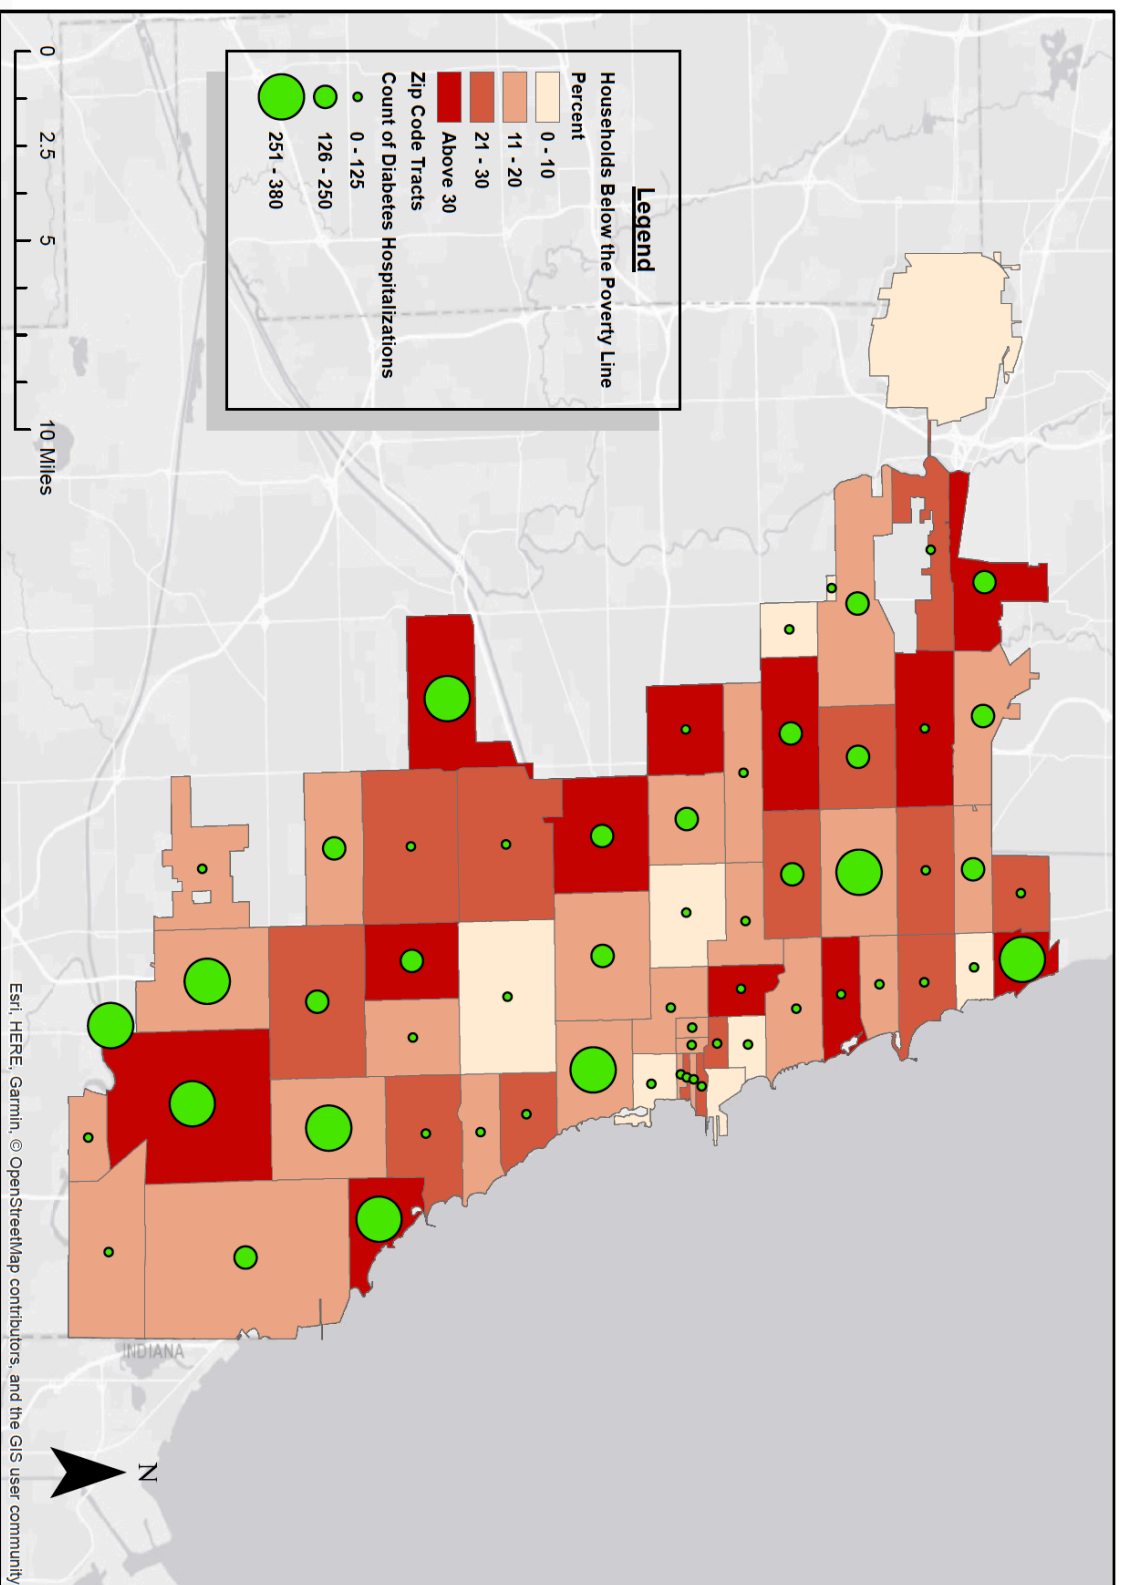 Legend
Households Below the Poverty Line
Percent
0 - 10
11 - 20
21 - 30
Above 30
Zip Code Tracts
Count of Diabetes Hospitalizations
0 - 125
126 - 250
251 - 380
0 2.5 5 10 Miles
INDIANA
N
Esri, HERE, Garmin, © OpenStreetMap contributors, and the GIS user community